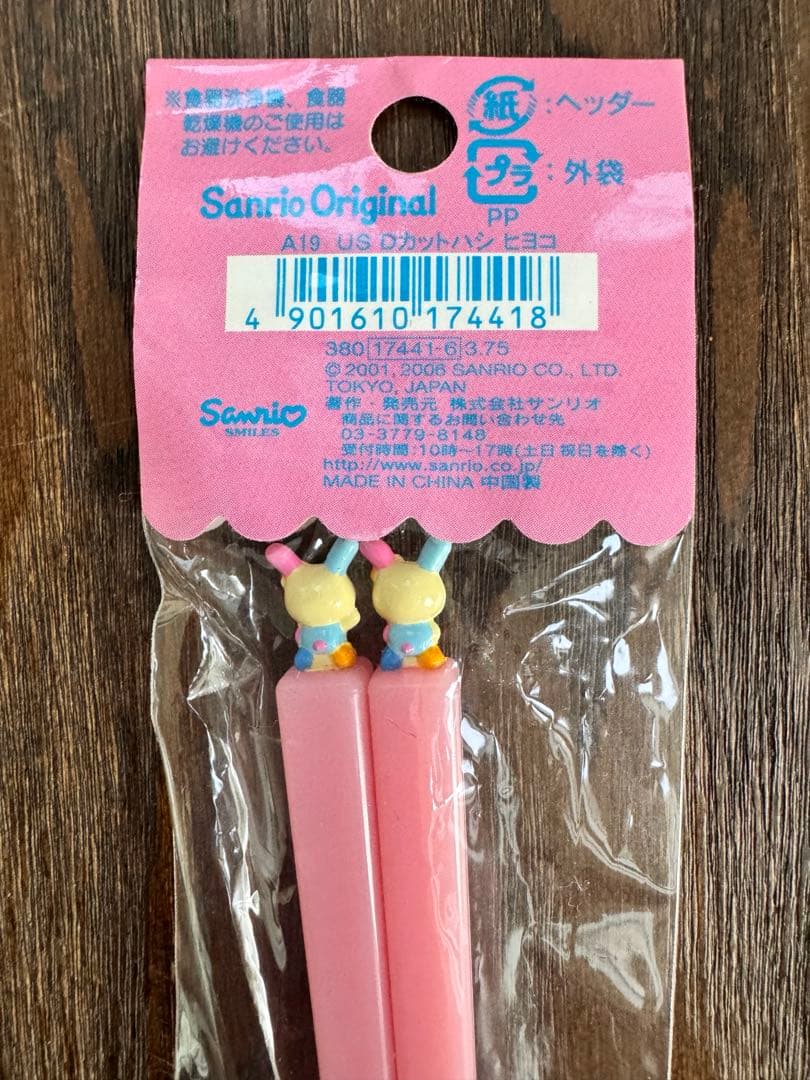 ※食器洗浄機、食器
乾燥機のご使用は
お避けください。
紙:ヘッダー
プラ:外袋
PP
Sanrio Original
A19 US Dカットハシ ヒヨコ
4 901610 174418
380 17441-6 3.75
© 2001, 2006 SANRIO CO., LTD.
TOKYO, JAPAN
Sanrio
SMILES
著作・発売元 株式会社サンリオ
商品に関するお問い合わせ先
03-3779-8148
受付時間:10時〜17時(土日 祝日を除く)
http://www.sanrio.co.jp/
MADE IN CHINA 中国製